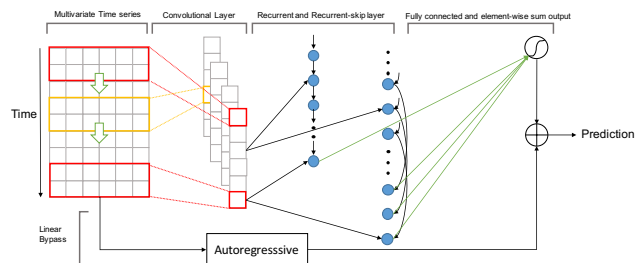 Multivariate Time series
Convolutional Layer
Recurrent and Recurrent-skip layer
Fully connected and element-wise sum output
Time
Prediction
Linear
Bypass
Autoregresssive